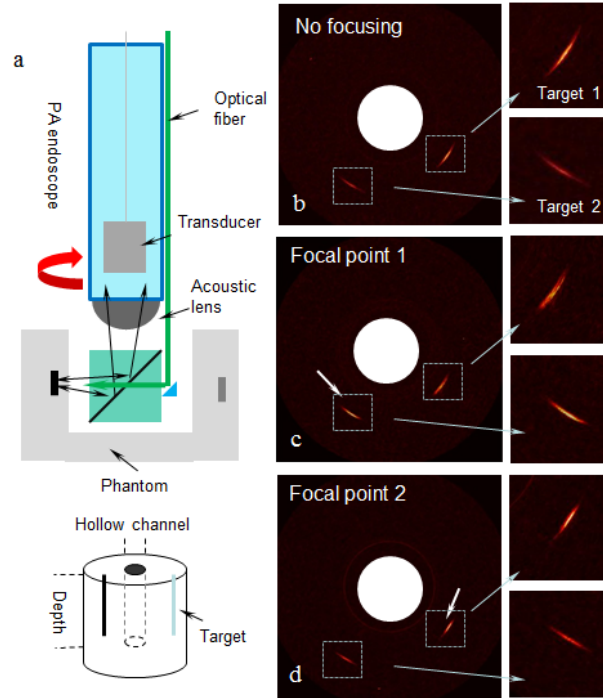 a
PA endoscope
Optical
fiber
Transducer
Acoustic
lens
Phantom
Hollow channel
Depth
Target
No focusing
b
Target 1
Target 2
Focal point 1
c
Focal point 2
d